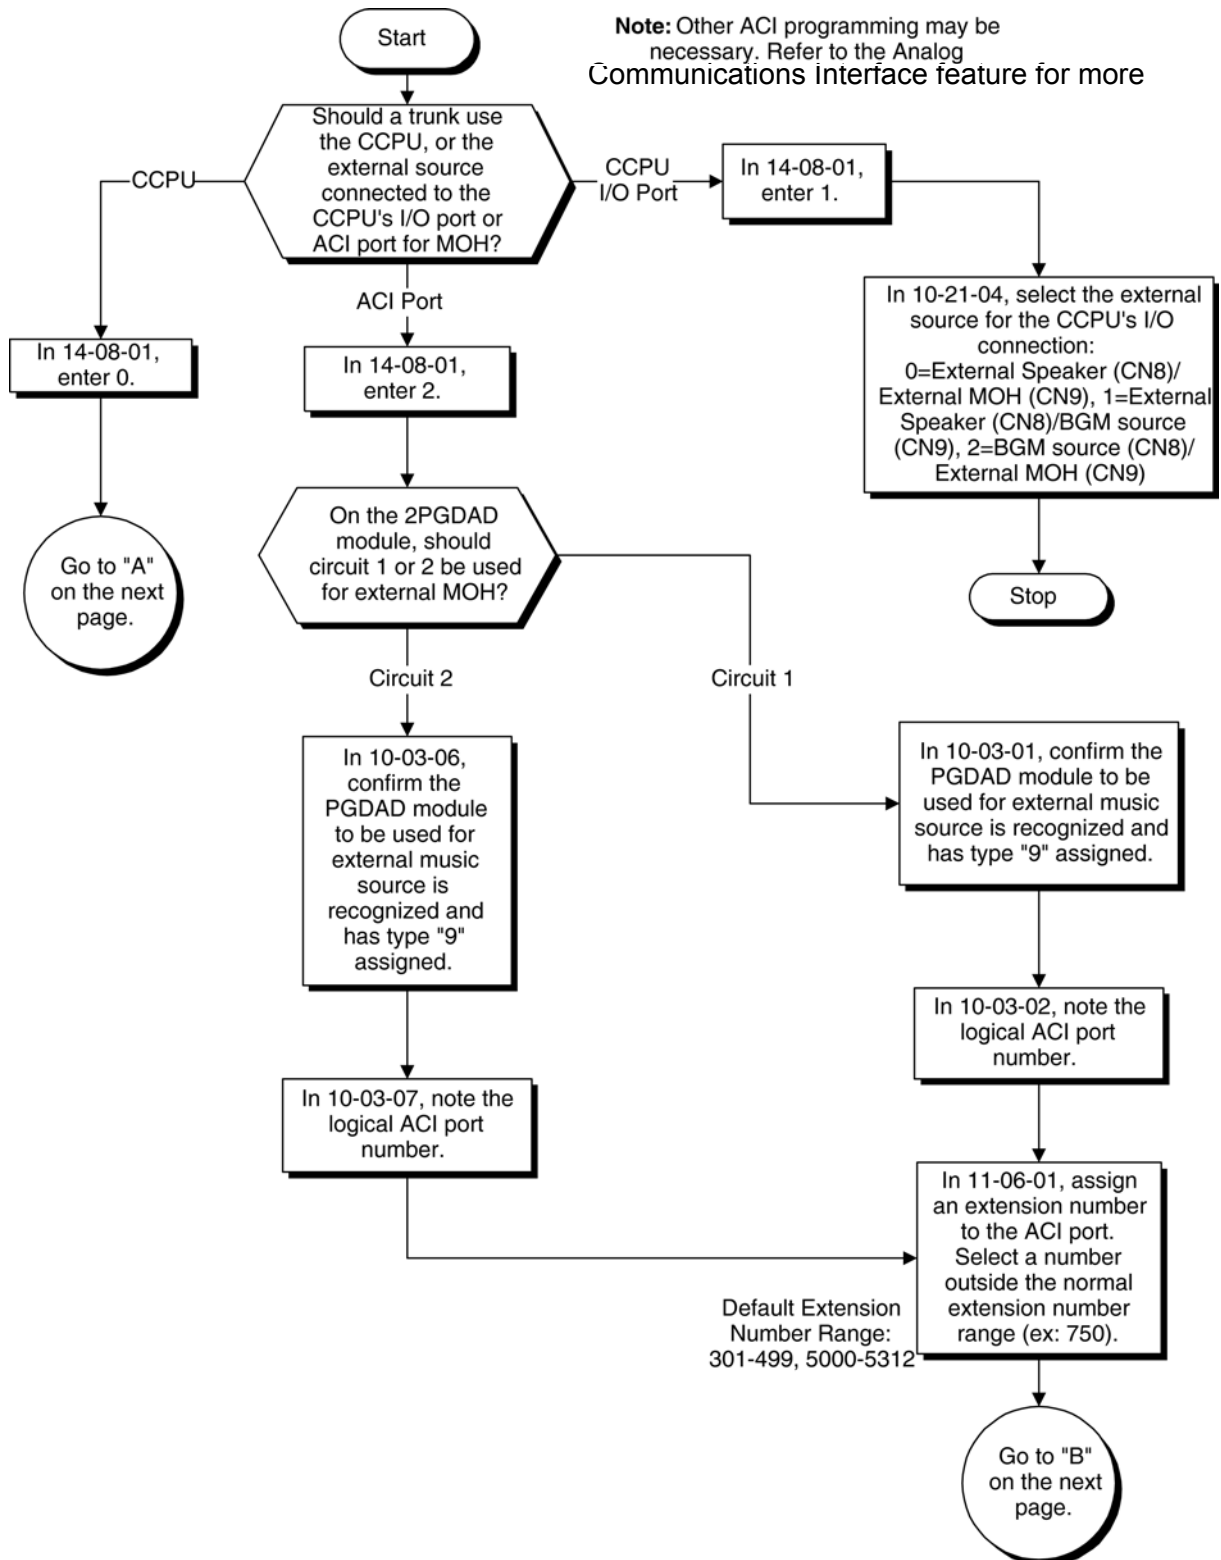 Start
Note: Other ACI programming may be
necessary. Refer to the Analog
Communications Interface feature for more
Should a trunk use
the CCPU, or the
external source
connected to the
CCPU's I/O port or
ACI port for MOH?
CCPU
CCPU
I/O Port
In 14-08-01,
enter 1.
ACI Port
In 10-21-04, select the external
source for the CCPU's I/O
connection:
0=External Speaker (CN8)/
External MOH (CN9), 1=External
Speaker (CN8)/BGM source
(CN9), 2=BGM source (CN8)/
External MOH (CN9)
In 14-08-01,
enter 0.
In 14-08-01,
enter 2.
Go to "A"
on the next
page.
On the 2PGDAD
module, should
circuit 1 or 2 be used
for external MOH?
Stop
Circuit 2
Circuit 1
In 10-03-06,
confirm the
PGDAD module
to be used for
external music
source is
recognized and
has type "9"
assigned.
In 10-03-01, confirm the
PGDAD module to be
used for external music
source is recognized and
has type "9" assigned.
In 10-03-02, note the
logical ACI port
number.
In 10-03-07, note the
logical ACI port
number.
In 11-06-01, assign
an extension number
to the ACI port.
Select a number
outside the normal
extension number
range (ex: 750).
Default Extension
Number Range:
301-499, 5000-5312
Go to "B"
on the next
page.